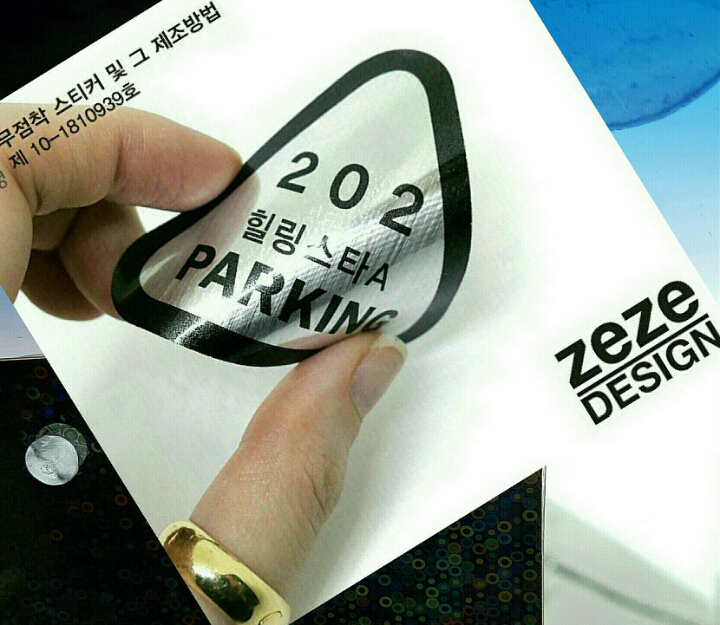 무점착 스티커 및 그 제조방법
제 10-1810939호
202
힐링스타A
PARKING
zeze
DESIGN